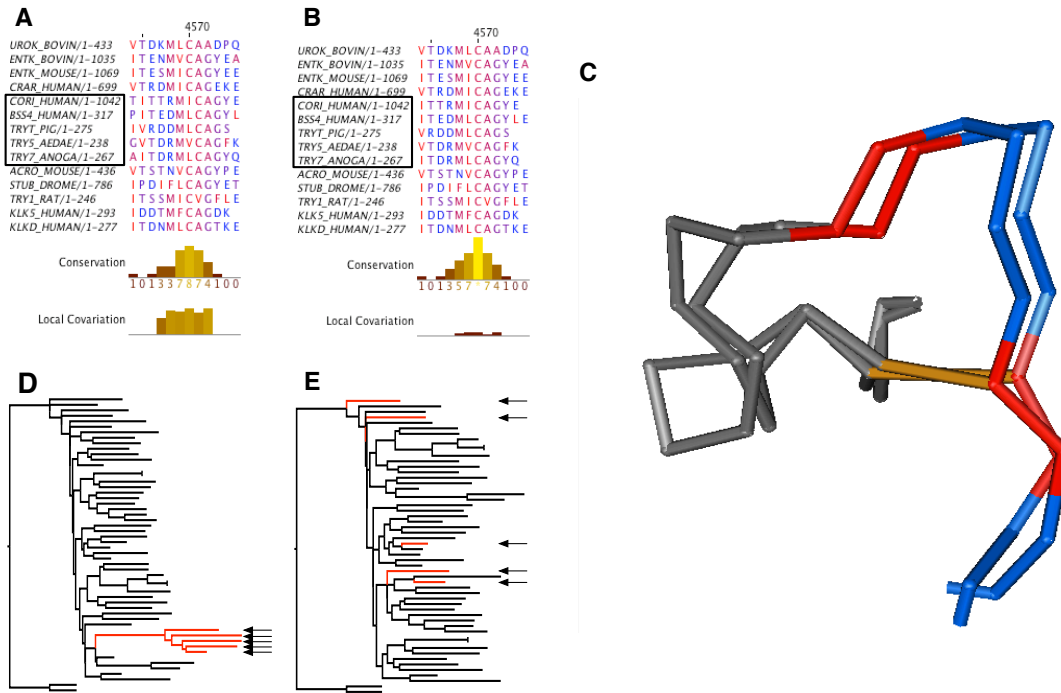 A
4570
UROK_BOVIN/1–433 VTDKMLCAADPQ
ENTK_BOVIN/1–1035 ITENMVCAGYEA
ENTK_MOUSE/1–1069 ITESMICAGYEE
CRAR_HUMAN/1–699 VTRDMICAGEKE
CORI_HUMAN/1–1042 TITTRMICAGYE
BSS4_HUMAN/1–317 PITEDMLCAGYL
TRYT_PIG/1–275 IVRDDMLCAGS
TRY5_AEDAE/1–238 GVTDRMVCAGFK
TRY7_ANOGA/1–267 AITDRMLCAGYQ
ACRO_MOUSE/1–436 VTSTNVCAGYPE
STUB_DROME/1–786 IPDIFLCAGYET
TRY1_RAT/1–246 ITSSMICVGFLE
KLK5_HUMAN/1–293 IDDTMFCAGDK
KLKD_HUMAN/1–277 ITDNMLCAGTKE
Conservation
101337874100
Local Covariation
B
4570
UROK_BOVIN/1–433 VTDKMLCAADPQ
ENTK_BOVIN/1–1035 ITENMVCAGYEA
ENTK_MOUSE/1–1069 ITESMICAGYEE
CRAR_HUMAN/1–699 VTRDMICAGEKE
CORI_HUMAN/1–1042 ITTRMICAGYE
BSS4_HUMAN/1–317 ITEDMLCAGYLE
TRYT_PIG/1–275 VRDDMLCAGS
TRY5_AEDAE/1–238 VTDRMVCAGFK
TRY7_ANOGA/1–267 ITDRMLCAGYQ
ACRO_MOUSE/1–436 VTSTNVCAGYPE
STUB_DROME/1–786 IPDIFLCAGYET
TRY1_RAT/1–246 ITSSMICVGFLE
KLK5_HUMAN/1–293 IDDTMFCAGDK
KLKD_HUMAN/1–277 ITDNMLCAGTKE
Conservation
101357*74100
Local Covariation
C
D
E